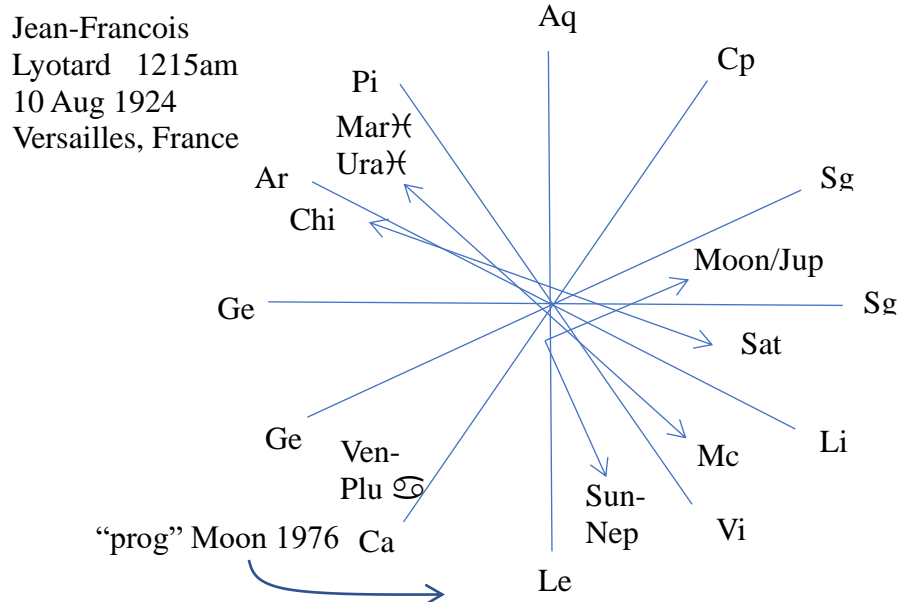 Jean-Francois
Lyotard 1215am
10 Aug 1924
Versailles, France
Aq
Cp
Pi
Mar♓
Ura♓
Ar
Sg
Chi
Moon/Jup
Ge
Sg
Sat
Ge
Li
Ven-
Plu ♋
Mc
Sun-
Nep
Vi
"prog" Moon 1976
Ca
Le